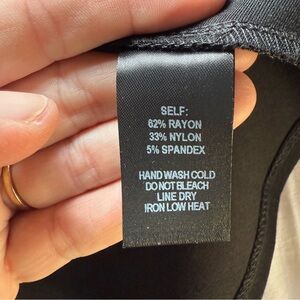 SELF:
62% RAYON
33% NYLON
5% SPANDEX
HAND WASH COLD
DO NOT BLEACH
LINE DRY
IRON LOW HEAT